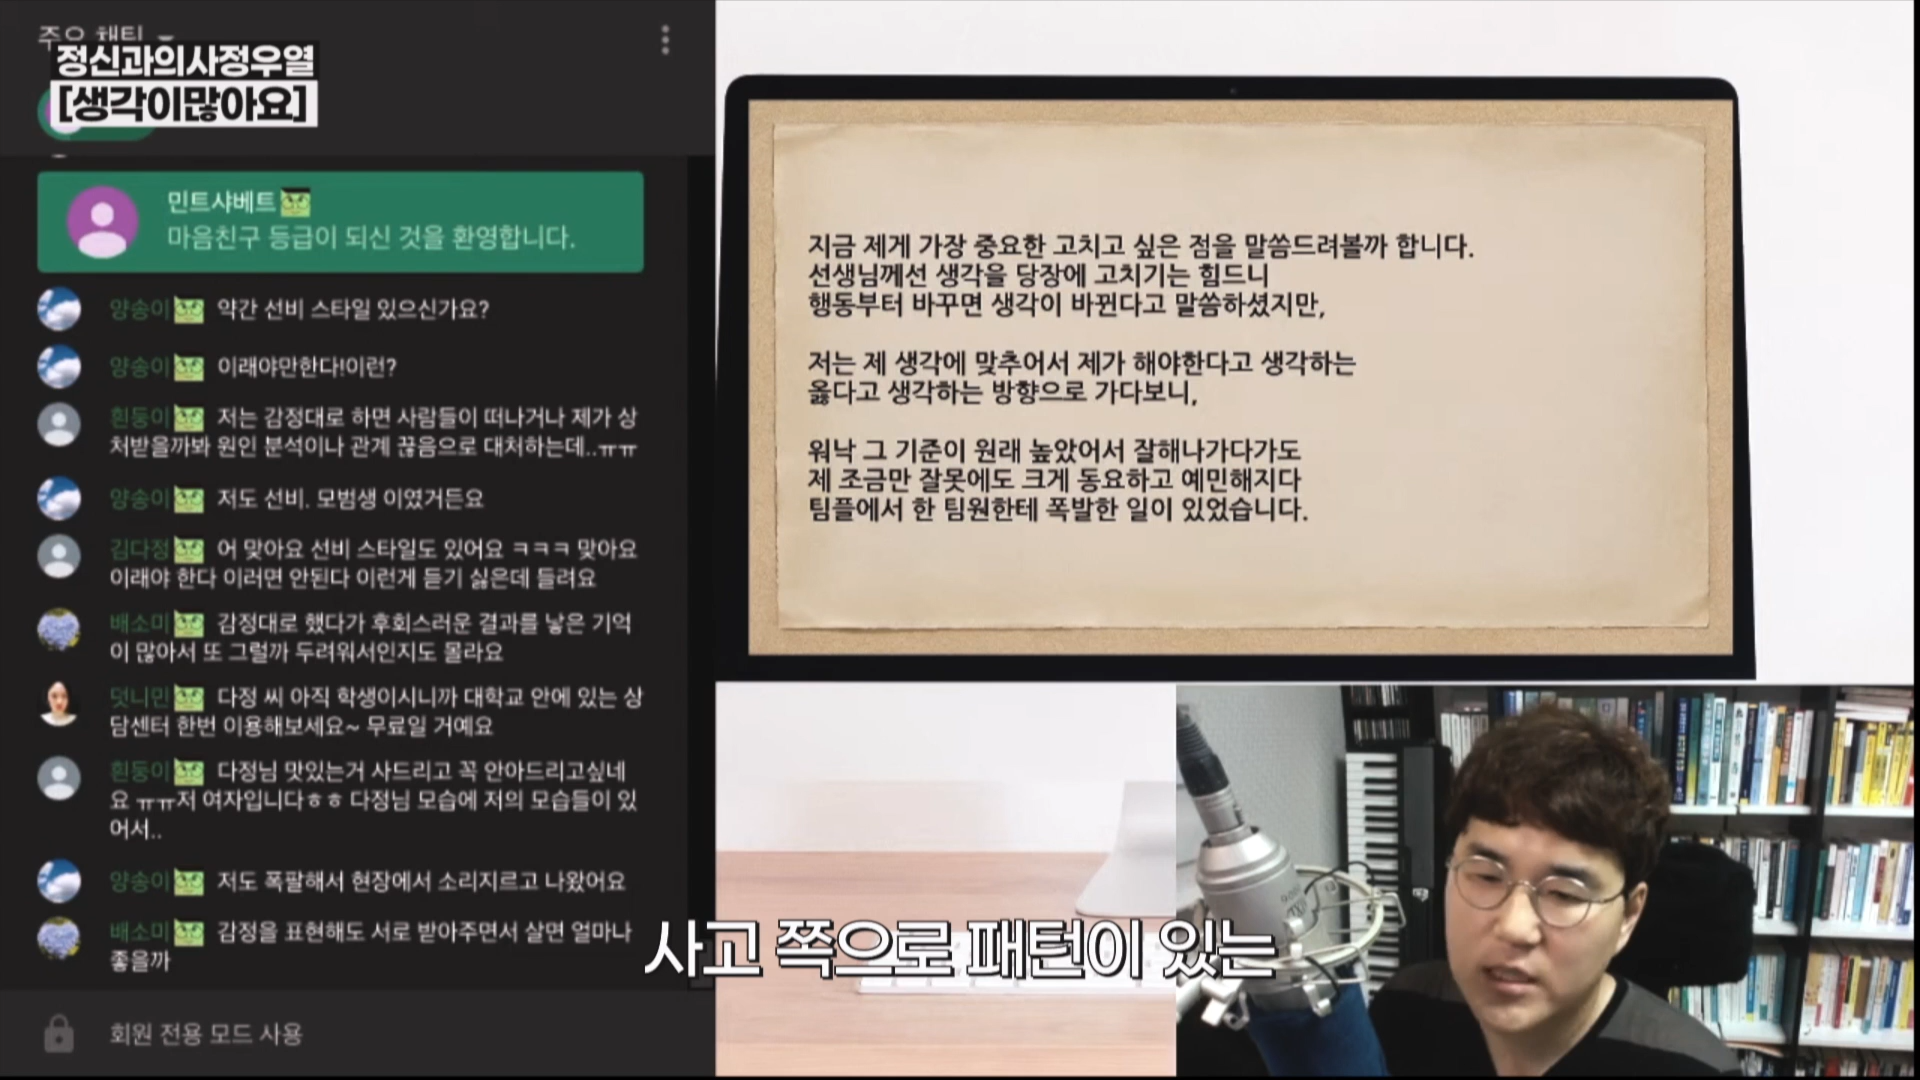 주요 채팅
정신과의사정우열
[생각이많아요]
민트샤베트
마음친구 등급이 되신 것을 환영합니다.
양송이 약간 선비 스타일 있으신가요?
양송이 이래야만한다!이런?
흰둥이 저는 감정대로 하면 사람들이 떠나거나 제가 상
처받을까봐 원인 분석이나 관계 끊음으로 대처하는데..ㅠㅠ
양송이 저도 선비. 모범생 이였거든요
김다정 어 맞아요 선비 스타일도 있어요 ㅋㅋㅋ 맞아요
이래야 한다 이러면 안된다 이런게 듣기 싫은데 들려요
배소미 감정대로 했다가 후회스러운 결과를 낳은 기억
이 많아서 또 그럴까 두려워서인지도 몰라요
덧니민 다정 씨 아직 학생이시니까 대학교 안에 있는 상
담센터 한번 이용해보세요~ 무료일 거예요
흰둥이 다정님 맛있는거 사드리고 꼭 안아드리고싶네
요 ㅠㅠ저 여자입니다ㅎㅎ 다정님 모습에 저의 모습들이 있
어서..
양송이 저도 폭팔해서 현장에서 소리지르고 나왔어요
배소미 감정을 표현해도 서로 받아주면서 살면 얼마나
좋을까
회원 전용 모드 사용
지금 제게 가장 중요한 고치고 싶은 점을 말씀드려볼까 합니다.
선생님께선 생각을 당장에 고치기는 힘드니
행동부터 바꾸면 생각이 바뀐다고 말씀하셨지만,
저는 제 생각에 맞추어서 제가 해야한다고 생각하는
옳다고 생각하는 방향으로 가다보니,
워낙 그 기준이 원래 높았어서 잘해나가다가도
제 조금만 잘못에도 크게 동요하고 예민해지다
팀플에서 한 팀원한테 폭발한 일이 있었습니다.
사고 쪽으로 패턴이 있는